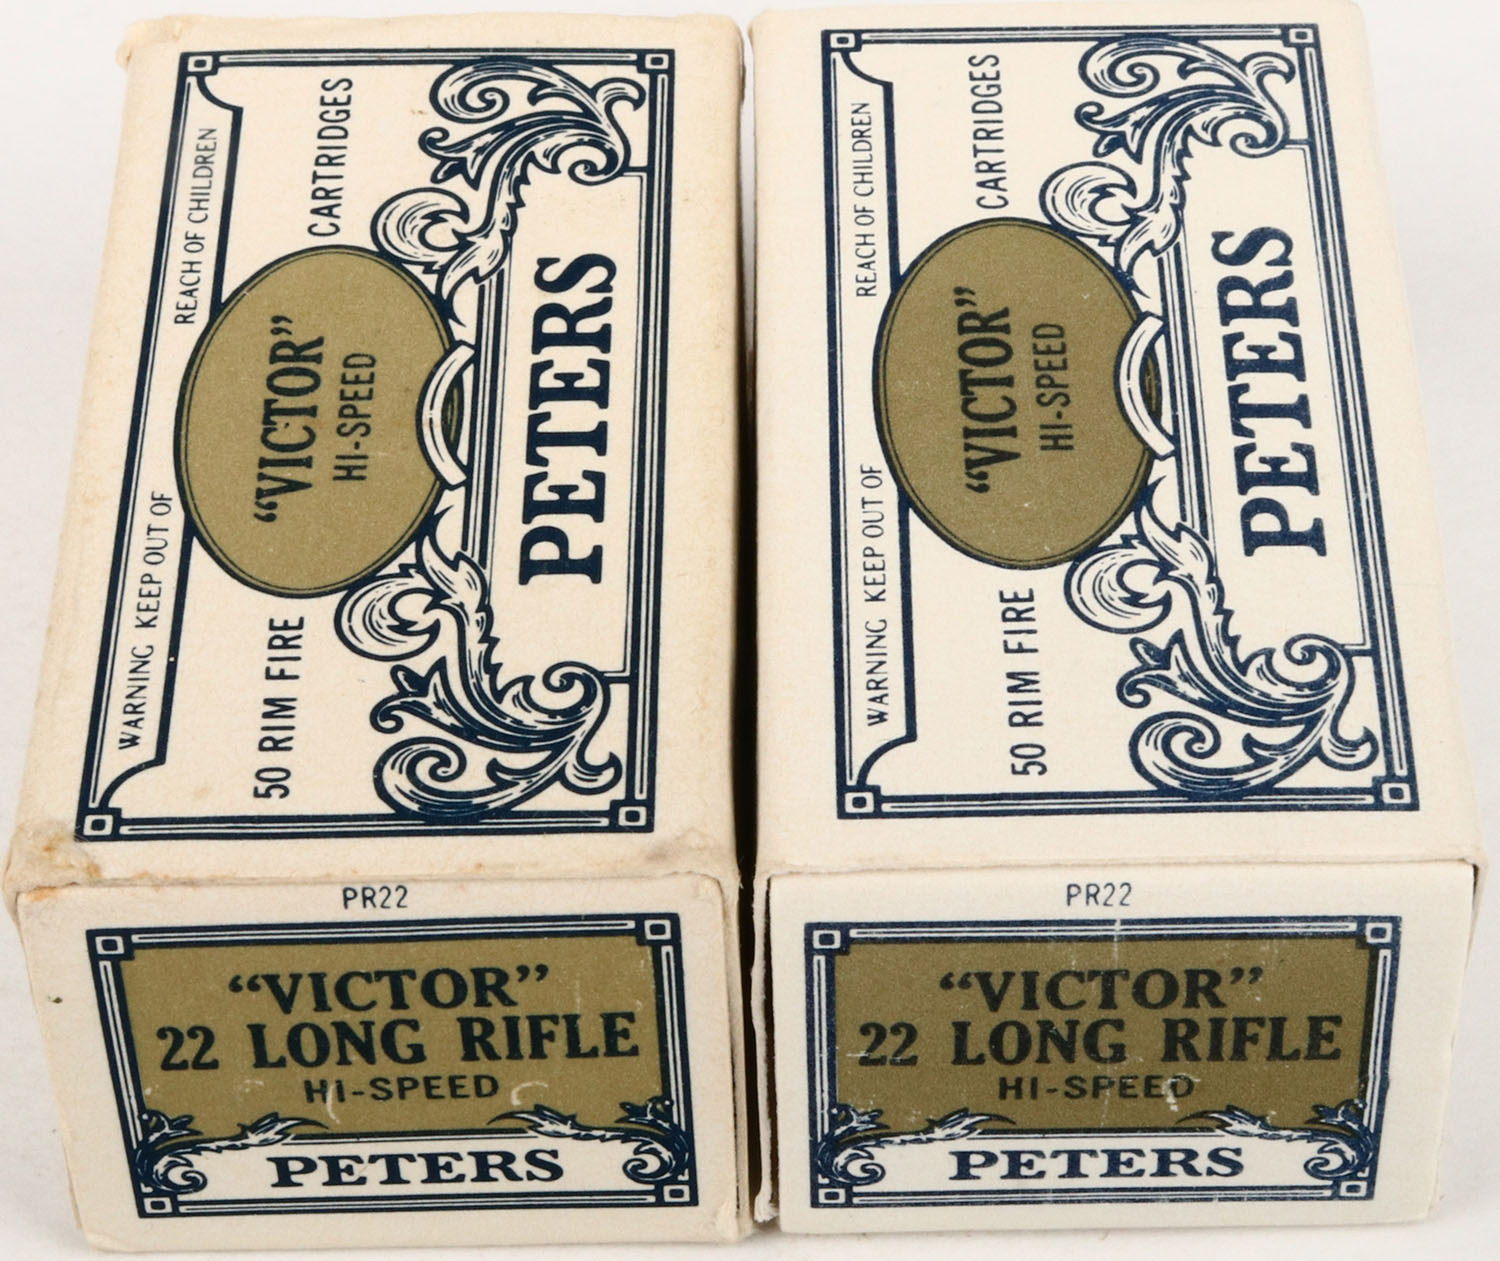 WARNING KEEP OUT OF REACH OF CHILDREN
50 RIM FIRE CARTRIDGES
"VICTOR"
HI-SPEED
PETERS
PR22
"VICTOR"
22 LONG RIFLE
HI-SPEED
PETERS
WARNING KEEP OUT OF REACH OF CHILDREN
50 RIM FIRE CARTRIDGES
"VICTOR"
HI-SPEED
PETERS
PR22
"VICTOR"
22 LONG RIFLE
HI-SPEED
PETERS